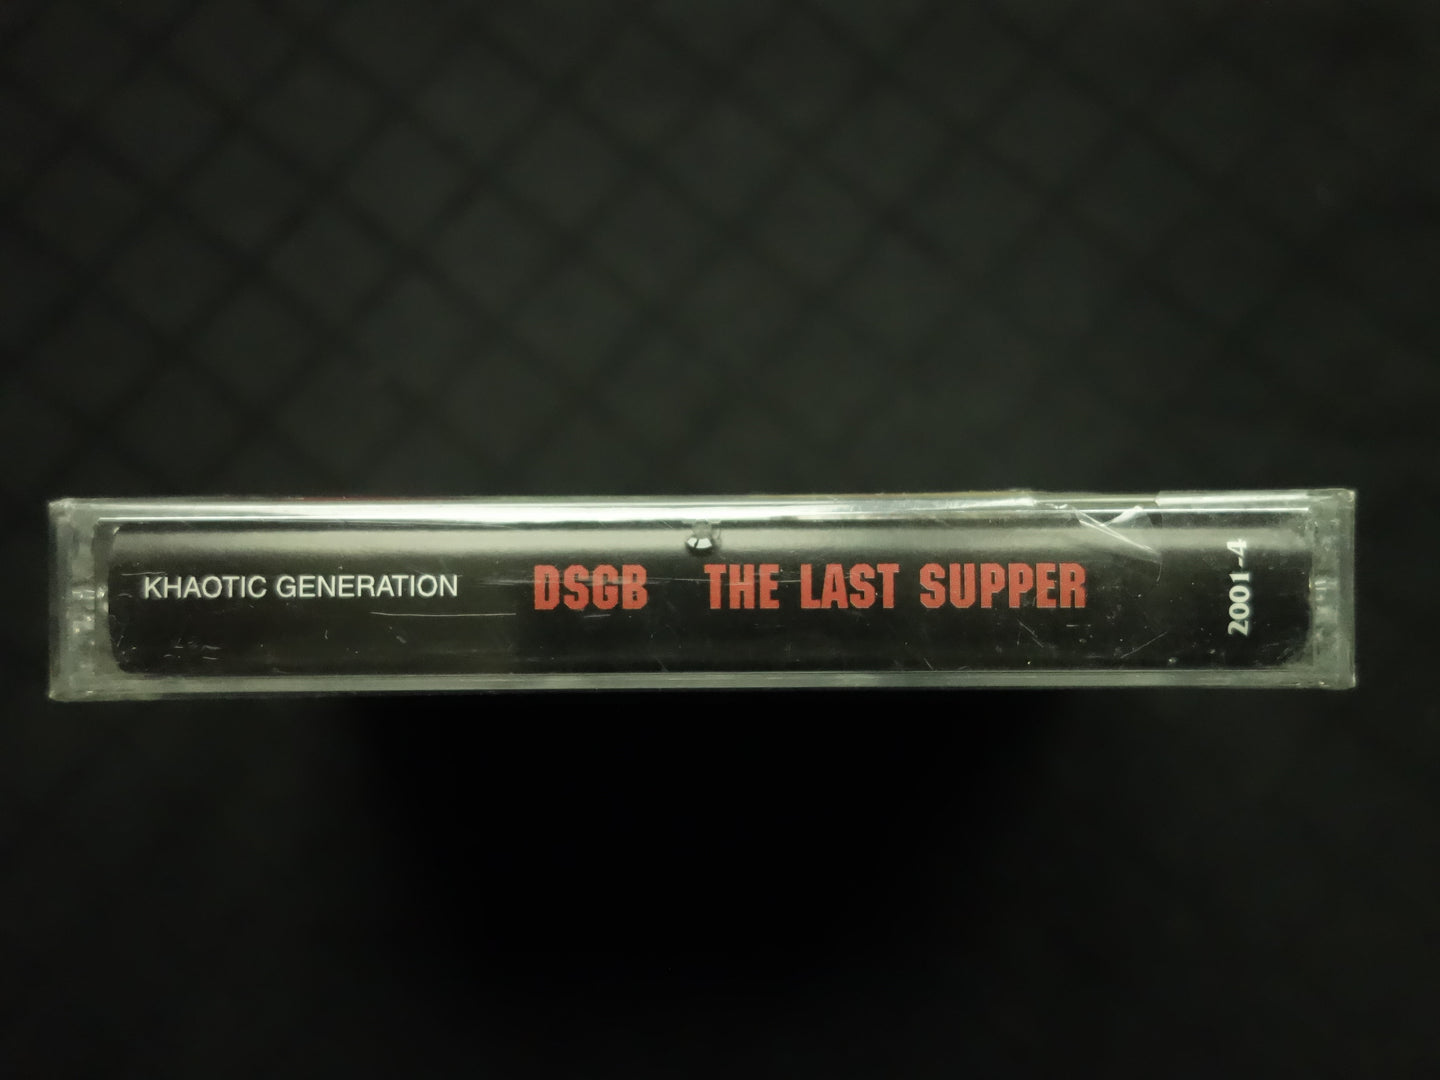 KHAOTIC GENERATION DSGB THE LAST SUPPER
2001-4